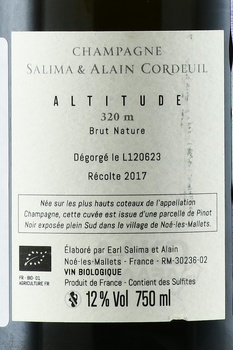 CHAMPAGNE
SALIMA & ALAIN CORDEUIL
ALTITUDE
320 m
Brut Nature
Dégorgé le L120623
Récolte 2017
Née sur les plus hauts coteaux de l'appellation
Champagne, cette cuvée est issue d'une parcelle de Pinot
Noir exposée plein Sud dans le village de Noé-les-Mallets.
FR - BIO - 01
AGRICULTURE FR
Élaboré par Earl Salima et Alain
Noé-les-Mallets - France - RM-30236-02
VIN BIOLOGIQUE
Produit de France - Contient des Sulfites
12 % Vol 750 ml